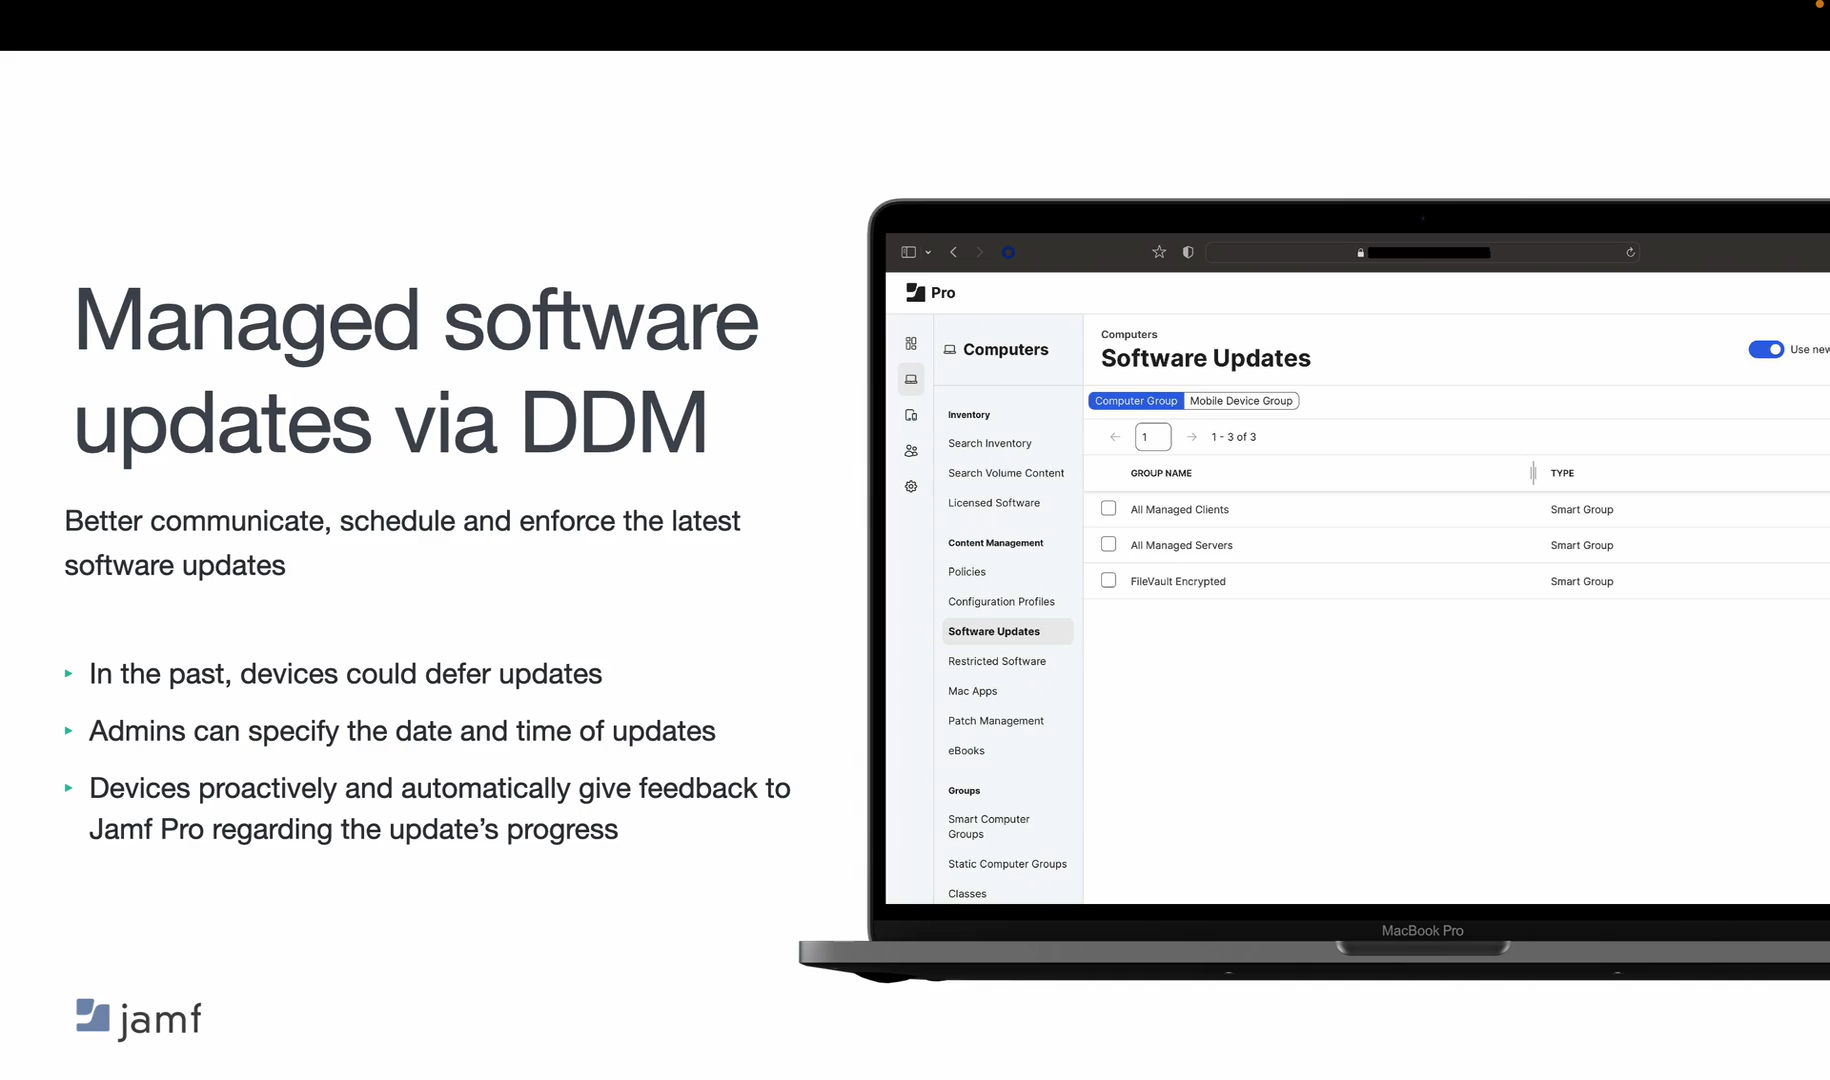 Managed software
updates via DDM
Better communicate, schedule and enforce the latest
software updates
In the past, devices could defer updates
Admins can specify the date and time of updates
Devices proactively and automatically give feedback to
Jamf Pro regarding the update’s progress
jamf
Pro
Computers
Inventory
Search Inventory
Search Volume Content
Licensed Software
Content Management
Policies
Configuration Profiles
Software Updates
Restricted Software
Mac Apps
Patch Management
eBooks
Groups
Smart Computer
Groups
Static Computer Groups
Classes
Computers
Software Updates
Use new
Computer Group Mobile Device Group
1 1 - 3 of 3
GROUP NAME TYPE
All Managed Clients Smart Group
All Managed Servers Smart Group
FileVault Encrypted Smart Group
MacBook Pro